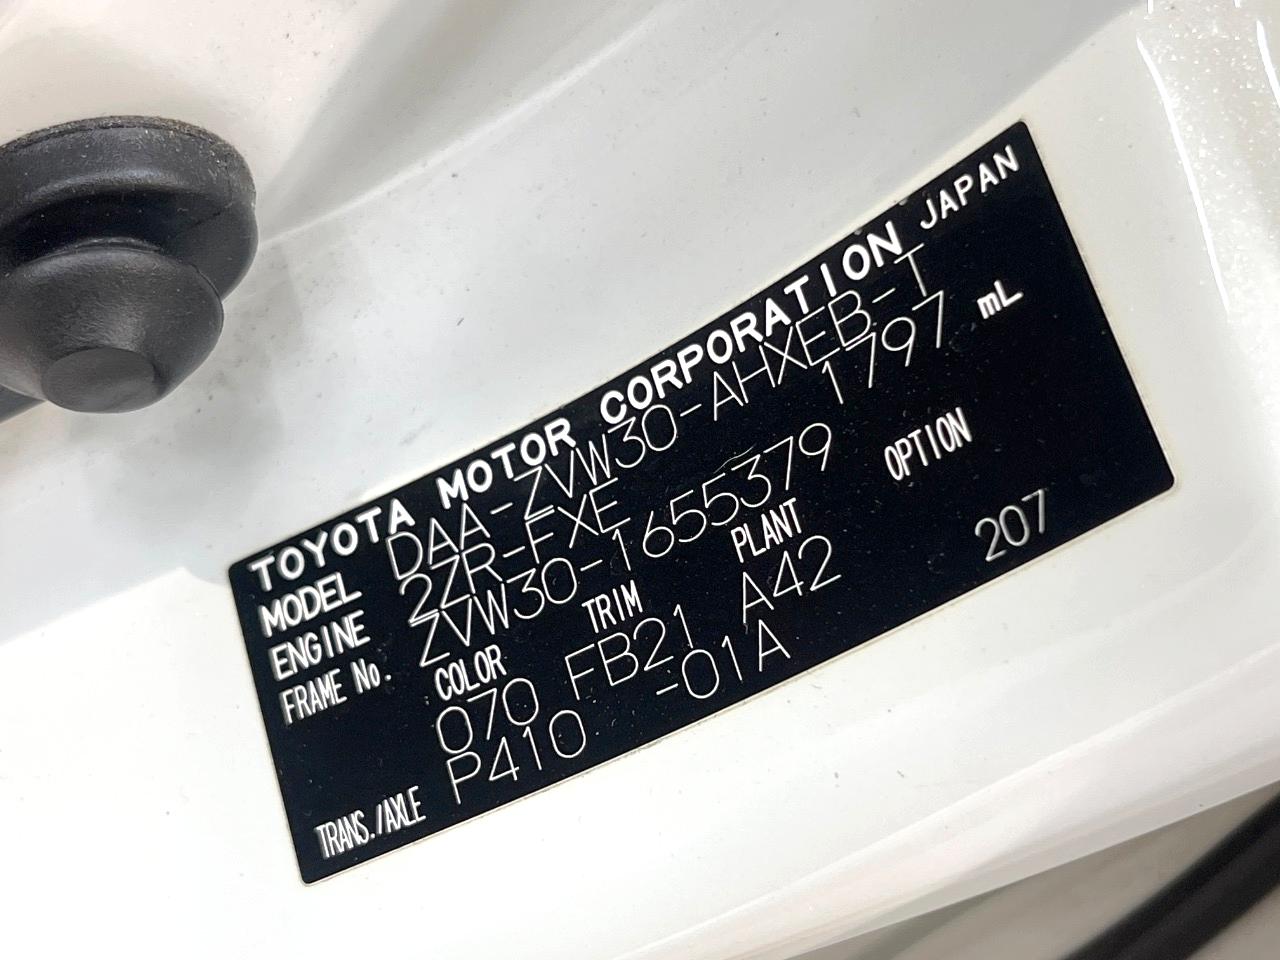 TOYOTA MOTOR CORPORATION JAPAN
MODEL DAA-ZVW30-AHXEB-T
ENGINE 2ZR-FXE 1797 mL
FRAME No. ZVW30-1655379
COLOR TRIM PLANT OPTION
070 FB21 A42 207
TRANS./AXLE P410 -01A